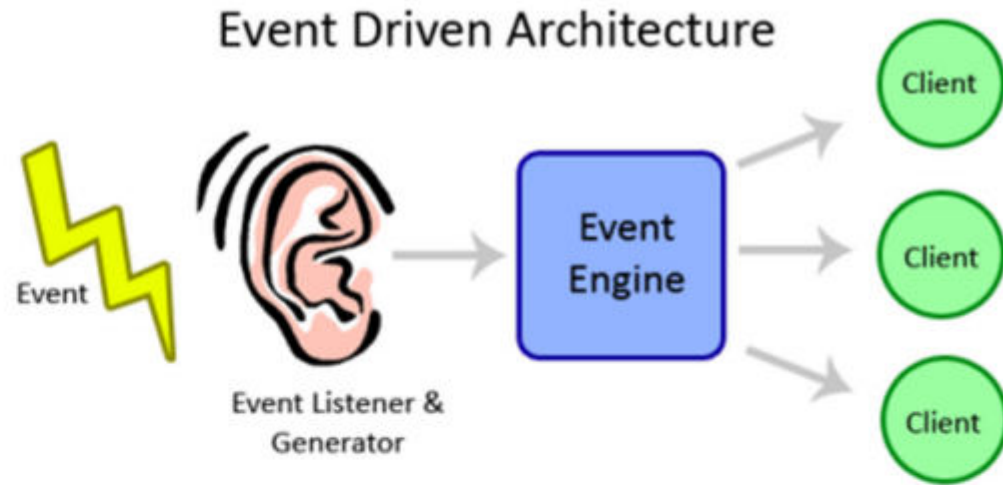 Event Driven Architecture
Event
Event Listener &
Generator
Event
Engine
Client
Client
Client